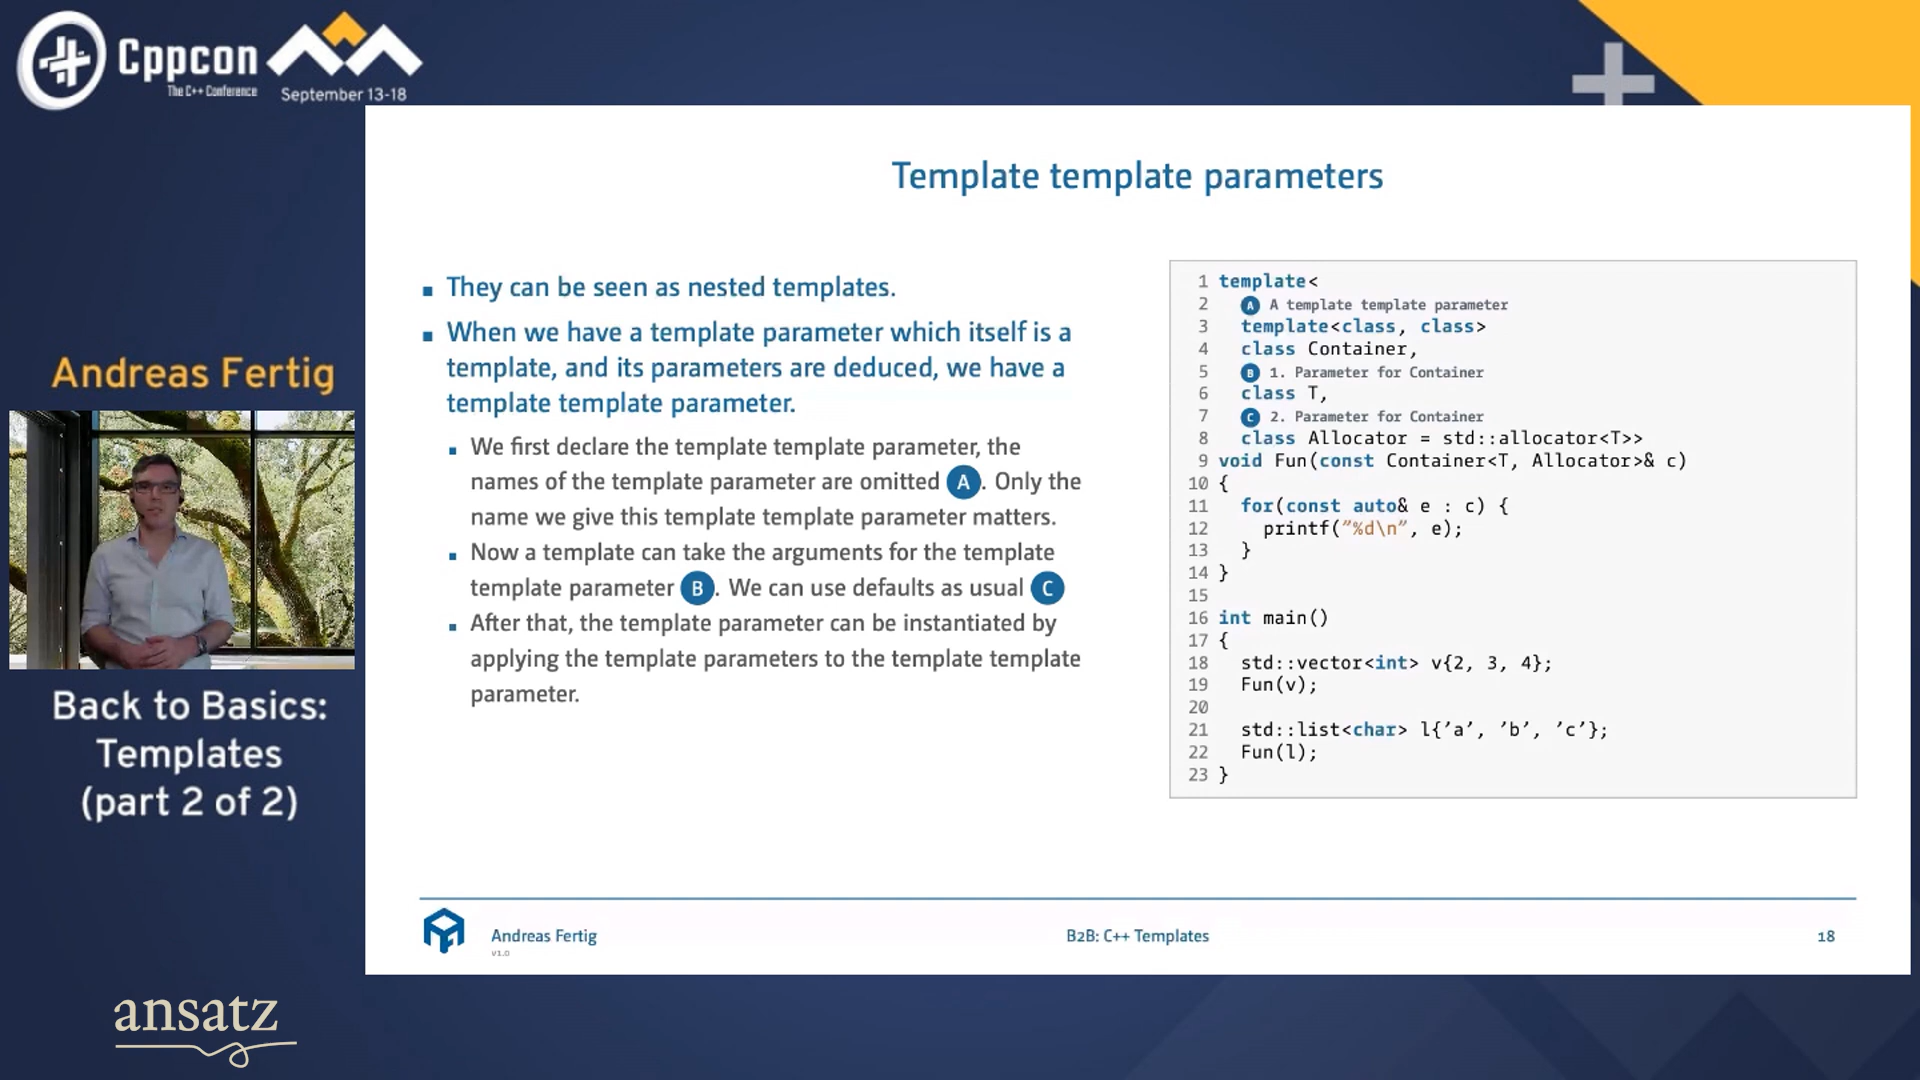 Cppcon
The C++ Conference
September 13-18
Andreas Fertig
Back to Basics:
Templates
(part 2 of 2)
ansatz
Template template parameters
▪ They can be seen as nested templates.
▪ When we have a template parameter which itself is a
template, and its parameters are deduced, we have a
template template parameter.
▪ We first declare the template template parameter, the
names of the template parameter are omitted A. Only the
name we give this template template parameter matters.
▪ Now a template can take the arguments for the template
template parameter B. We can use defaults as usual C
▪ After that, the template parameter can be instantiated by
applying the template parameters to the template template
parameter.
1 template<
2 A A template template parameter
3 template<class, class>
4 class Container,
5 B 1. Parameter for Container
6 class T,
7 C 2. Parameter for Container
8 class Allocator = std::allocator<T>>
9 void Fun(const Container<T, Allocator>& c)
10 {
11 for(const auto& e : c) {
12 printf("%d\n", e);
13 }
14 }
15
16 int main()
17 {
18 std::vector<int> v{2, 3, 4};
19 Fun(v);
20
21 std::list<char> l{’a’, ’b’, ’c’};
22 Fun(l);
23 }
Andreas Fertig
v1.0
B2B: C++ Templates
18